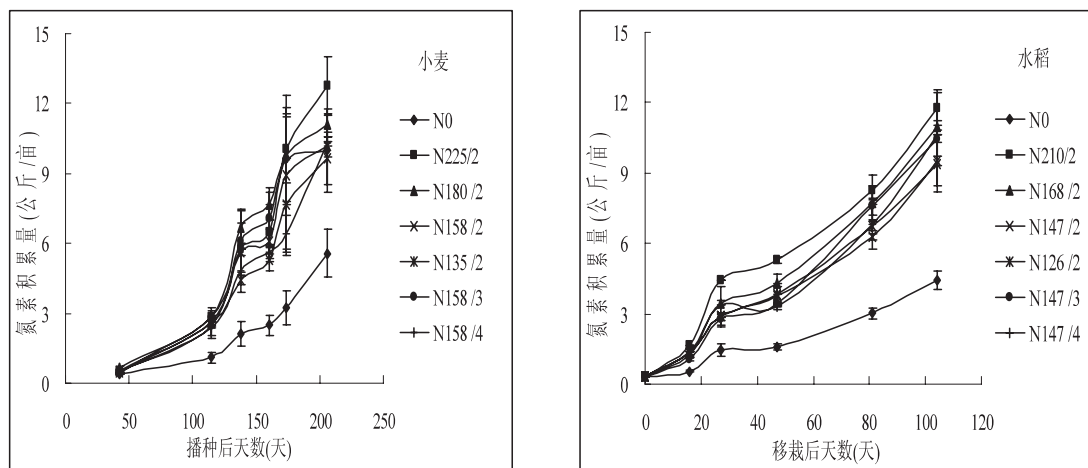 15
12
9
6
3
0
氮素积累量(公斤/亩)
0 50 100 150 200 250
播种后天数(天)
小麦
N0
N225/2
N180/2
N158/2
N135/2
N158/3
N158/4
15
12
9
6
3
0
氮素积累量(公斤/亩)
0 20 40 60 80 100 120
移栽后天数(天)
水稻
N0
N210/2
N168/2
N147/2
N126/2
N147/3
N147/4